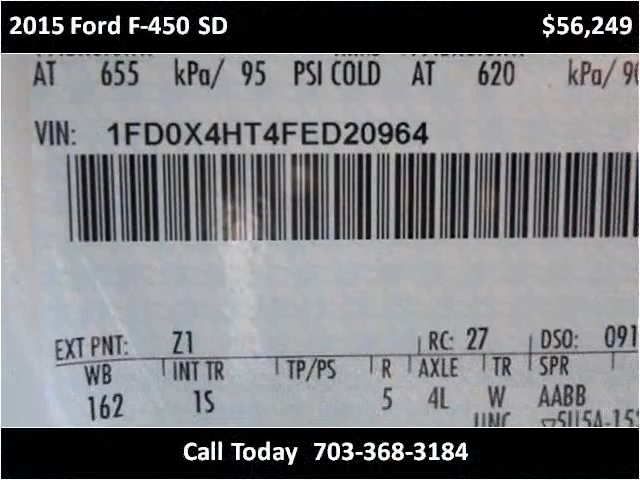 2015 Ford F-450 SD $56,249
AT 655 kPa/ 95 PSI COLD AT 620 kPa/
VIN: 1FD0X4HT4FED20964
EXT PNT: Z1 RC: 27 DSO: 091
WB INT TR TP/PS R AXLE TR SPR
162 1S 5 4L W AABB
Call Today 703-368-3184